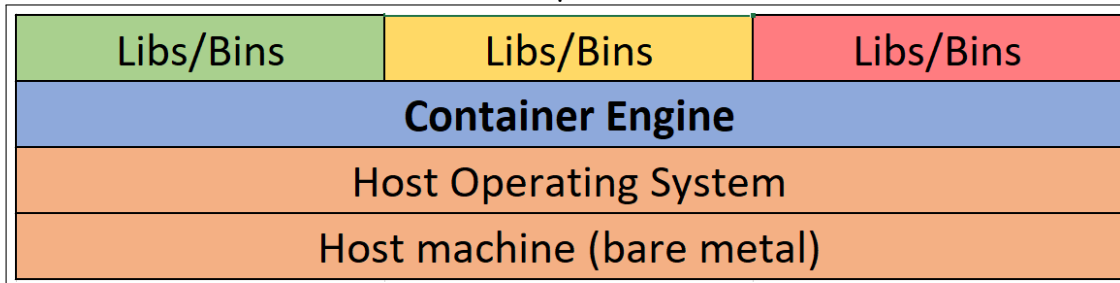 Libs/Bins Libs/Bins Libs/Bins
Container Engine
Host Operating System
Host machine (bare metal)